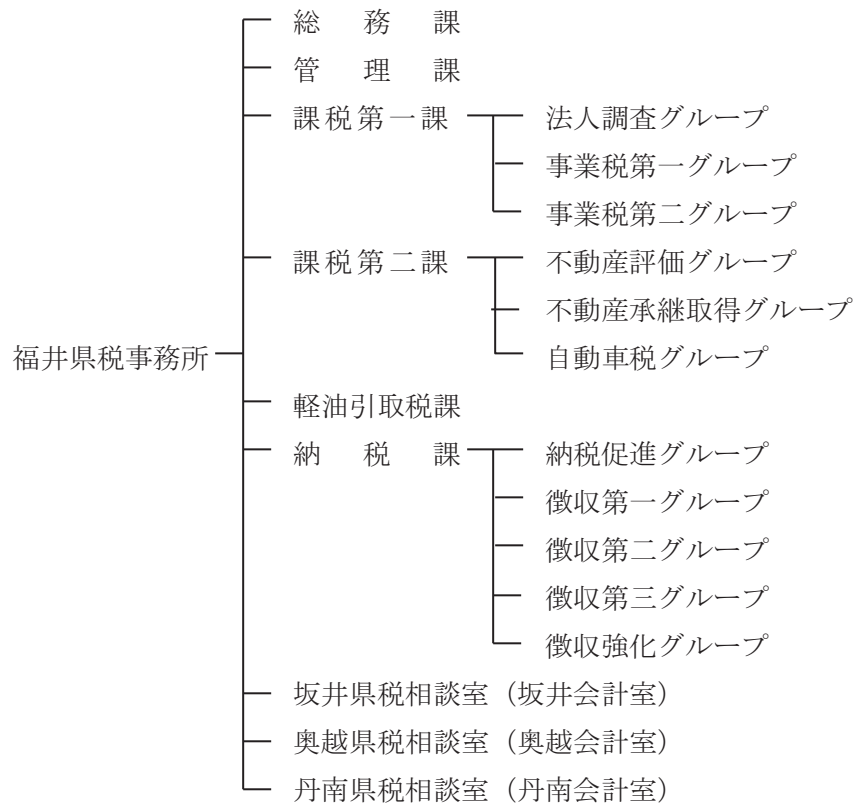 総務課
管理課
課税第一課 法人調査グループ
事業税第一グループ
事業税第二グループ
課税第二課 不動産評価グループ
不動産承継取得グループ
福井県税事務所 自動車税グループ
軽油引取税課
納税課 納税促進グループ
徴収第一グループ
徴収第二グループ
徴収第三グループ
徴収強化グループ
坂井県税相談室（坂井会計室）
奥越県税相談室（奥越会計室）
丹南県税相談室（丹南会計室）